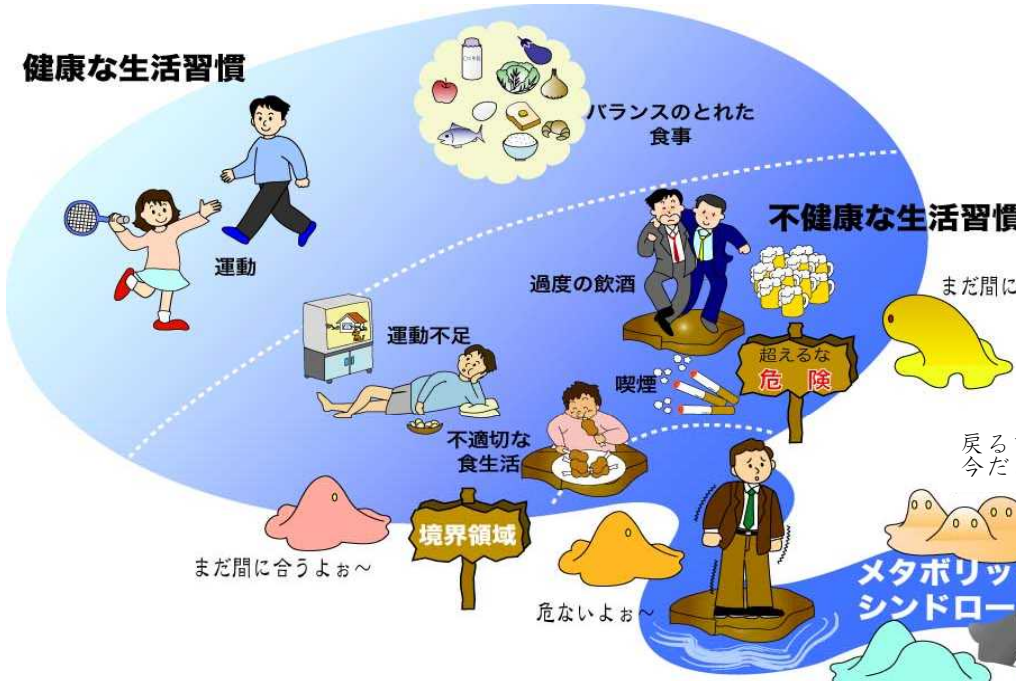 健康な生活習慣
バランスのとれた
食事
運動
不健康な生活習慣
過度の飲酒
まだ間に
運動不足
超えるな
危険
喫煙
不適切な
食生活
戻る
今だ
境界領域
まだ間に合うよぉ～
危ないよぉ～
メタボリッ
シンドロー